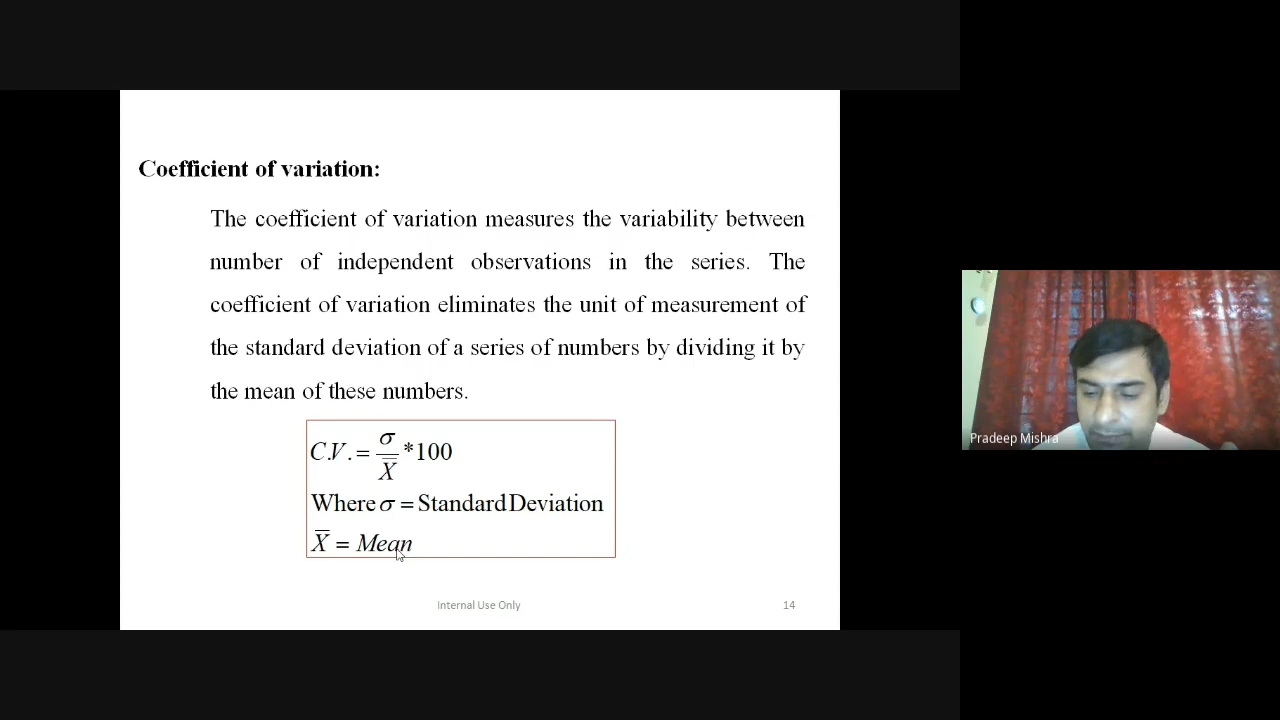 Coefficient of variation:
The coefficient of variation measures the variability between
number of independent observations in the series. The
coefficient of variation eliminates the unit of measurement of
the standard deviation of a series of numbers by dividing it by
the mean of these numbers.
C.V. = σ / X̅ *100
Where σ = Standard Deviation
X̅ = Mean
Internal Use Only 14
Pradeep Mishra